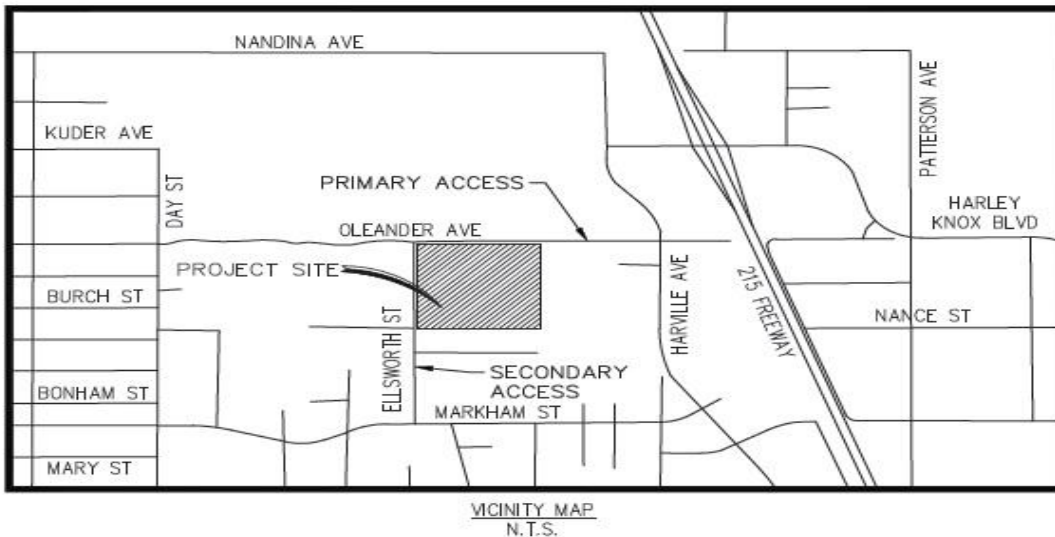 NANDINA AVE
KUDER AVE
DAY ST
PATTERSON AVE
PRIMARY ACCESS
HARLEY
KNOX BLVD
OLEANDER AVE
PROJECT SITE
BURCH ST
ELLSWORTH ST
HARVILLE AVE
215 FREEWAY
NANCE ST
SECONDARY
ACCESS
BONHAM ST
MARKHAM ST
MARY ST
VICINITY MAP
N.T.S.